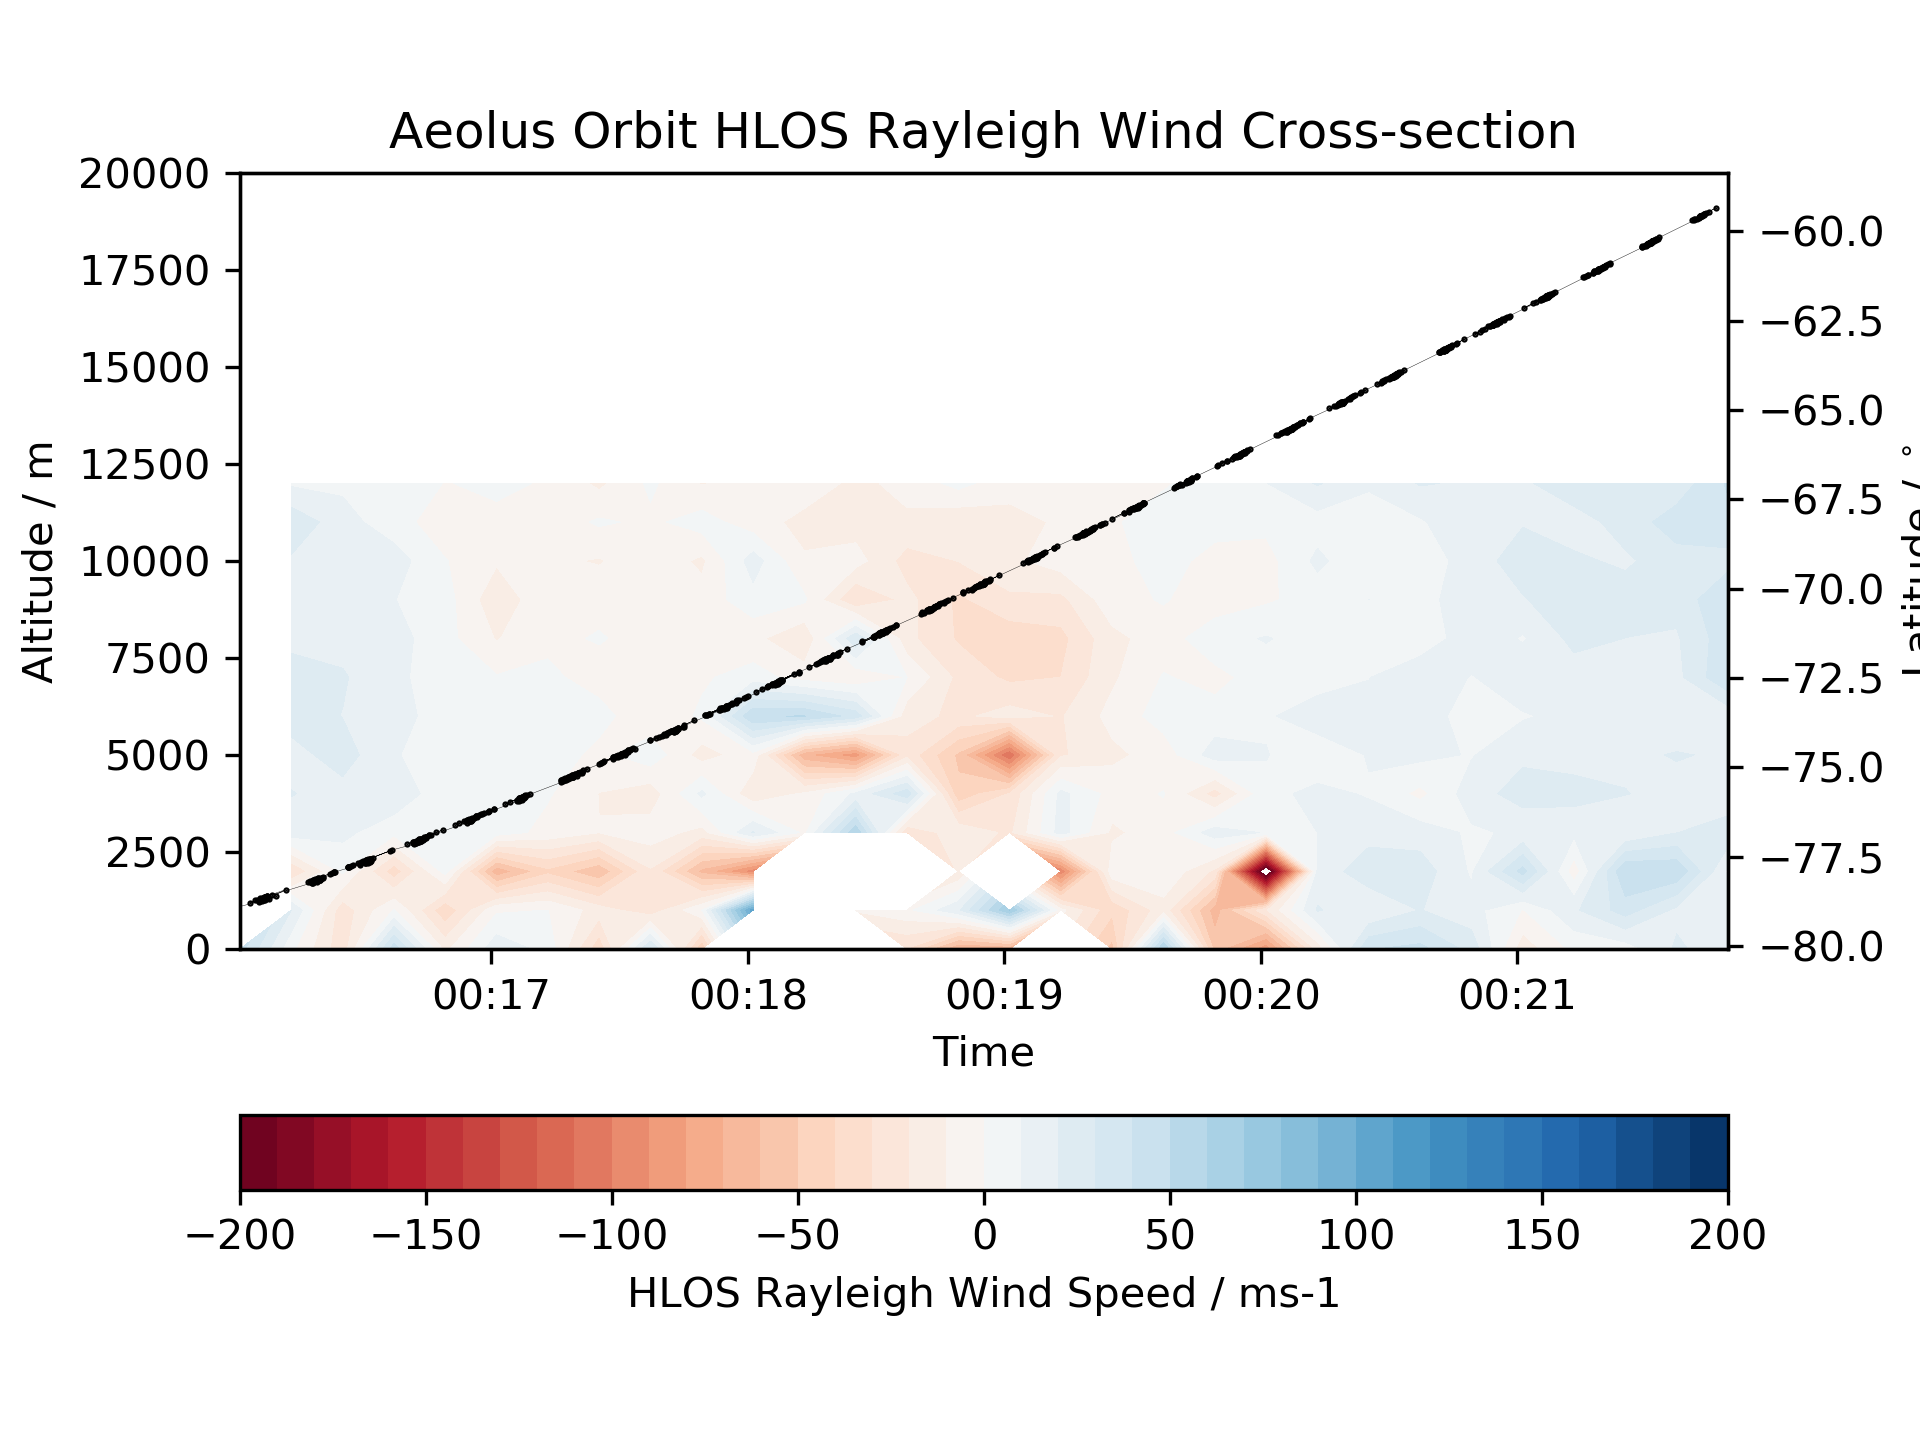 Aeolus Orbit HLOS Rayleigh Wind Cross-section
20000
17500
15000
12500
10000
7500
5000
2500
0
Altitude / m
−60.0
−62.5
−65.0
−67.5
−70.0
−72.5
−75.0
−77.5
−80.0
Latitude / °
00:17 00:18 00:19 00:20 00:21
Time
−200 −150 −100 −50 0 50 100 150 200
HLOS Rayleigh Wind Speed / ms-1